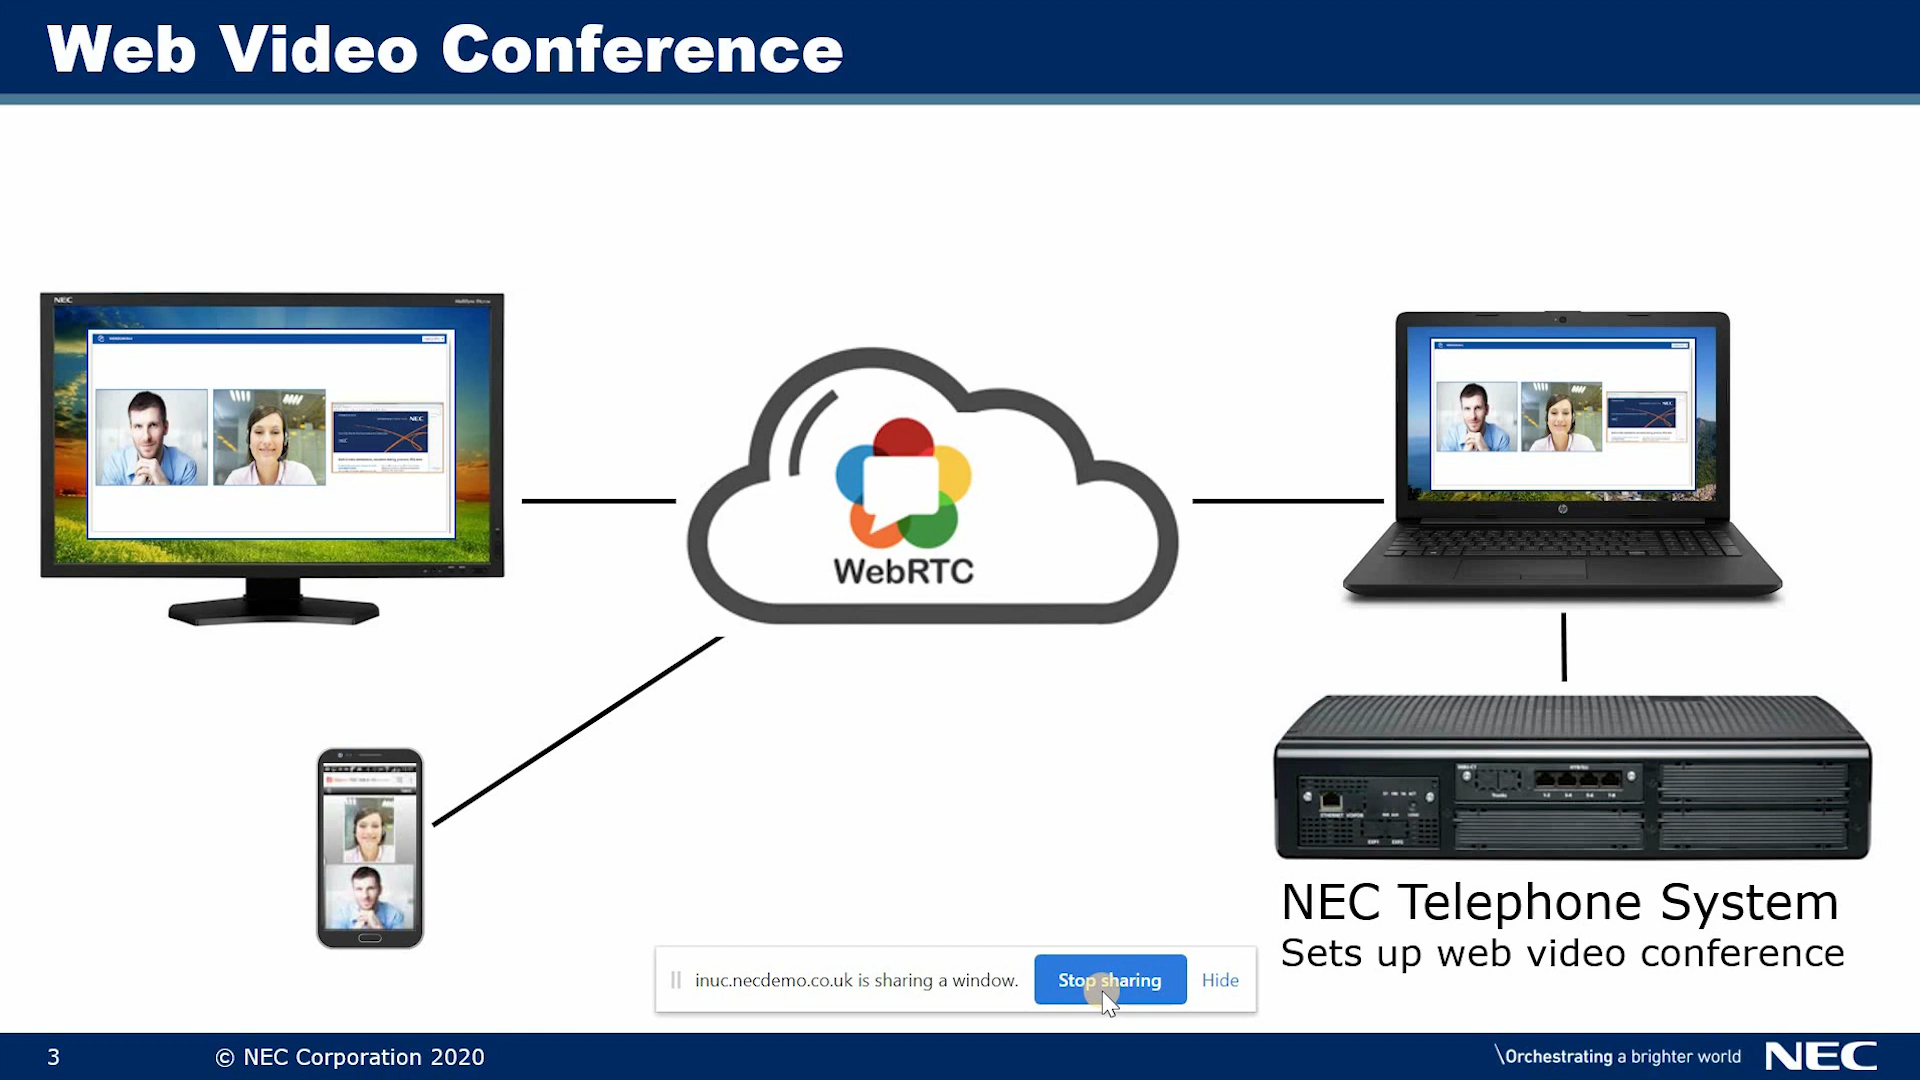 Web Video Conference
NEC
WebRTC
NEC Telephone System
Sets up web video conference
inuc.necdemo.co.uk is sharing a window.
Stop sharing
Hide
3
© NEC Corporation 2020
\Orchestrating a brighter world
NEC